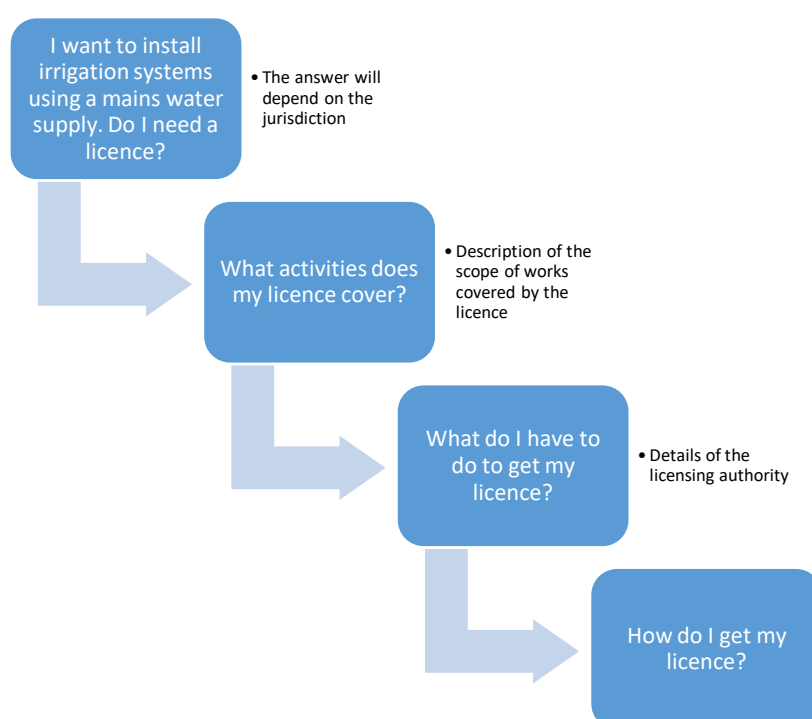 I want to install
irrigation systems
using a mains water
supply. Do I need a
licence?
• The answer will
depend on the
jurisdiction
What activities does
my licence cover?
• Description of the
scope of works
covered by the
licence
What do I have to
do to get my
licence?
• Details of the
licensing authority
How do I get my
licence?